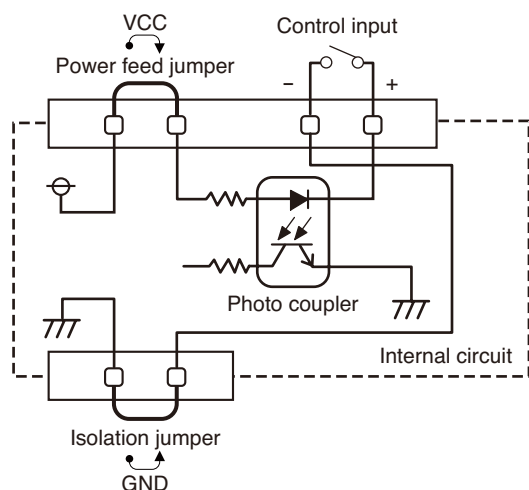 VCC
Control input
Power feed jumper
– +
Photo coupler
Internal circuit
Isolation jumper
GND